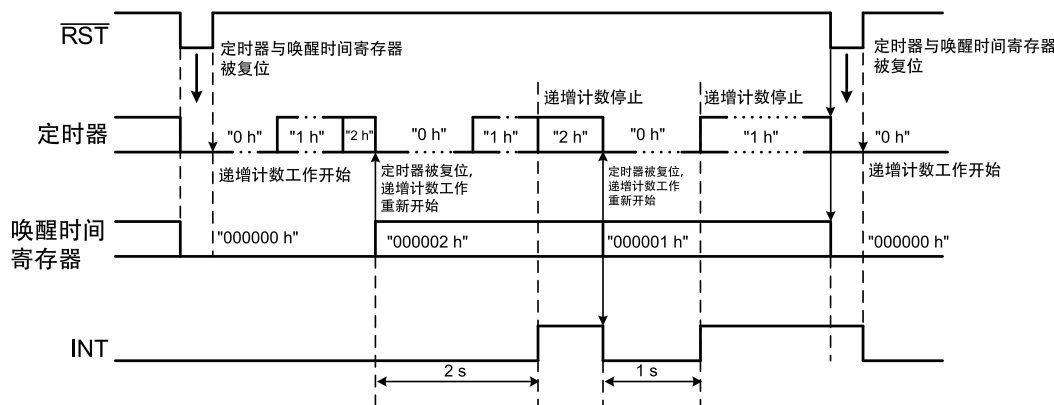 RST
定时器与唤醒时间寄存器
被复位
定时器与唤醒时间寄存器
被复位
递增计数停止
递增计数停止
定时器
"0 h"
"1 h"
"2 h"
"0 h"
"1 h"
"2 h"
"0 h"
"1 h"
"0 h"
递增计数工作开始
定时器被复位,
递增计数工作
重新开始
定时器被复位,
递增计数工作
重新开始
递增计数工作开始
唤醒时间
寄存器
"000000 h"
"000002 h"
"000001 h"
"000000 h"
INT
2 s
1 s